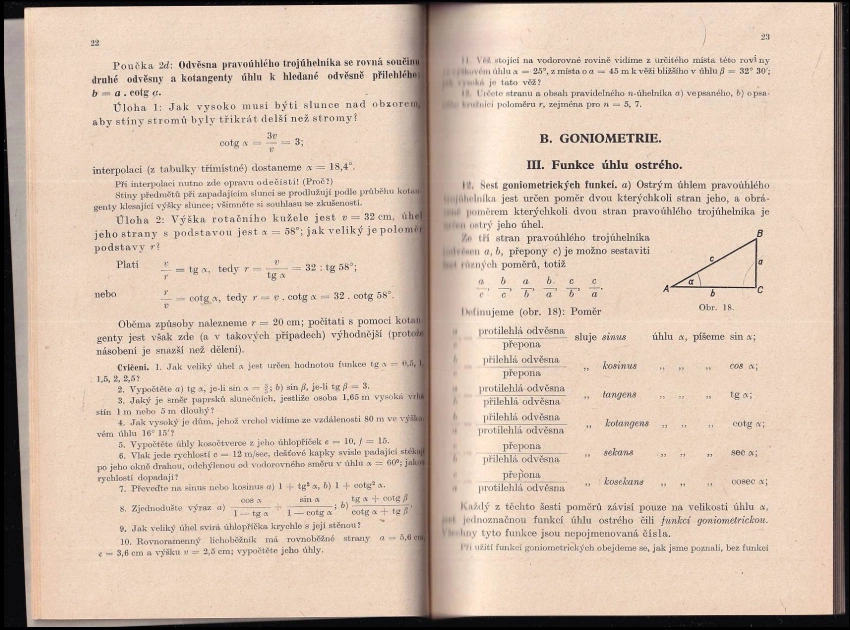 22
Poučka 2d: Odvěsna pravoúhlého trojúhelníka se rovná součinu
druhé odvěsny a kotangenty úhlu k hledané odvěsně přilehlého:
b = a . cotg α.
Úloha 1: Jak vysoko musí býti slunce nad obzorem,
aby stíny stromů byly třikrát delší než stromy?
cotg α = 3v / v = 3;
interpolací (z tabulky třímístné) dostaneme α = 18,4°.
Při interpolaci nutno zde opravu odečísti! (Proč?)
Stíny předmětů při zapadajícím slunci se prodlužují podle průběhu kotan-
genty klesající výšky slunce; všimněte si souhlasu se zkušeností.
Úloha 2: Výška rotačního kužele jest v = 32 cm, úhel
jeho strany s podstavou jest α = 58°; jak veliký je poloměr
podstavy r?
Platí v / r = tg α, tedy r = v / tg α = 32 : tg 58°;
nebo r / v = cotg α, tedy r = v . cotg α = 32 . cotg 58°.
Oběma způsoby nalezneme r = 20 cm; počítati s pomocí kotan-
genty jest však zde (a v takových případech) výhodnější (protože
násobení je snazší než dělení).
Cvičení. 1. Jak veliký úhel α jest určen hodnotou funkce tg α = 0,5, 1,
1,5, 2, 2,5?
2. Vypočtěte a) tg α, je-li sin α = ; b) sin β, je-li tg β = 3.
3. Jaký je směr paprsků slunečních, jestliže osoba 1,65 m vysoká vrhá
stín 1 m nebo 5 m dlouhý?
4. Jak vysoký je dům, jehož vrchol vidíme ze vzdálenosti 80 m ve výško-
vém úhlu 16° 15′?
5. Vypočtěte úhly kosočtverce z jeho úhlopříček e = 10, f = 15.
6. Vlak jede rychlostí c = 12 m/sec, dešťové kapky svisle padající stékají
po jeho okně drahou, odchýlenou od vodorovného směru v úhlu α = 60°; jakou
rychlostí dopadají?
7. Převeďte na sinus nebo kosinus a) 1 + tg² α, b) 1 + cotg² α.
8. Zjednodušte výraz a) cos α / 1 — tg α + sin α / 1 — cotg α; b) tg α + cotg β / cotg α + tg β.
9. Jak veliký úhel svírá úhlopříčka krychle s její stěnou?
10. Rovnoramenný lichoběžník má rovnoběžné strany a = 5,6 cm,
c = 3,6 cm a výšku v = 2,5 cm; vypočtěte jeho úhly.
23
11. Věž stojící na vodorovné rovině vidíme z určitého místa této roviny
úhlu α = 25°, z místa o a = 45 m k věži bližšího v úhlu β = 32° 30′;
jak vysoká je tato věž?
12. Určete stranu a obsah pravidelného n-úhelníka a) vepsaného, b) opsa-
kružnici poloměru r, zejména pro n = 5, 7.
B. GONIOMETRIE.
III. Funkce úhlu ostrého.
12. Šest goniometrických funkcí. a) Ostrým úhlem pravoúhlého
trojúhelníka jest určen poměr dvou kterýchkoli stran jeho, a obrá-
ceně poměrem kterýchkoli dvou stran pravoúhlého trojúhelníka je
určen ostrý jeho úhel.
Ze tří stran pravoúhlého trojúhelníka
(odvěsen a, b, přepony c) je možno sestaviti
šest různých poměrů, totiž
a / c, b / c, a / b, b / a, c / b, c / a.
A B C a b c α
Obr. 18.
Definujeme (obr. 18): Poměr
a / c protilehlá odvěsna / přepona sluje sinus úhlu α, píšeme sin α;
přilehlá odvěsna / přepona „ kosinus „ „ „ cos α;
protilehlá odvěsna / přilehlá odvěsna „ tangens „ „ „ tg α;
přilehlá odvěsna / protilehlá odvěsna „ kotangens „ „ „ cotg α;
přepona / přilehlá odvěsna „ sekans „ „ „ sec α;
přepona / protilehlá odvěsna „ kosekans „ „ „ cosec α;
Každý z těchto šesti poměrů závisí pouze na velikosti úhlu α,
jest jednoznačnou funkcí úhlu ostrého čili funkcí goniometrickou.
Všechny tyto funkce jsou nepojmenovaná čísla.
Při užití funkcí goniometrických obejdeme se, jak jsme poznali, bez funkcí